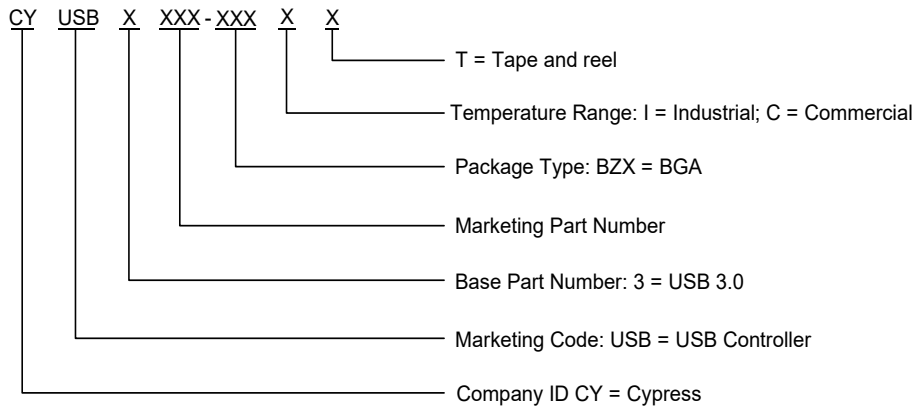 CY USB X XXX - XXX X X
T = Tape and reel
Temperature Range: I = Industrial; C = Commercial
Package Type: BZX = BGA
Marketing Part Number
Base Part Number: 3 = USB 3.0
Marketing Code: USB = USB Controller
Company ID CY = Cypress